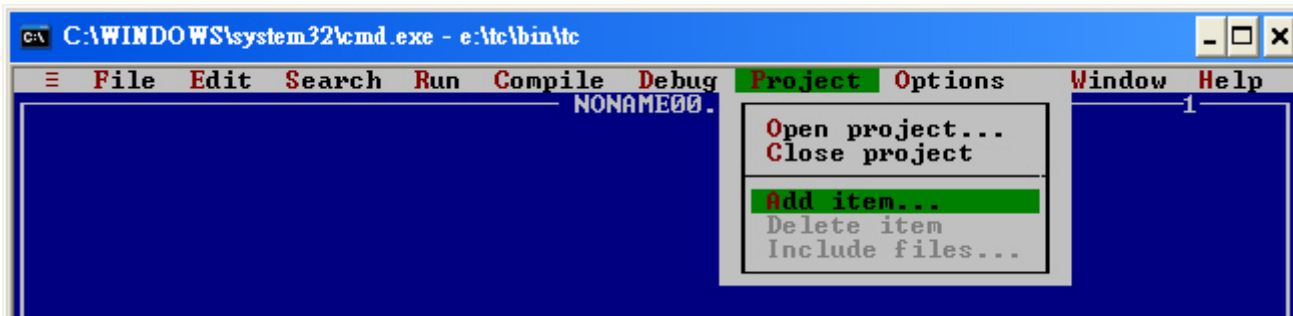 C:\WINDOWS\system32\cmd.exe - e:\tc\bin\tc
≡ File Edit Search Run Compile Debug Project Options Window Help
NONAME00. 1
Open project...
Close project
Add item...
Delete item
Include files...